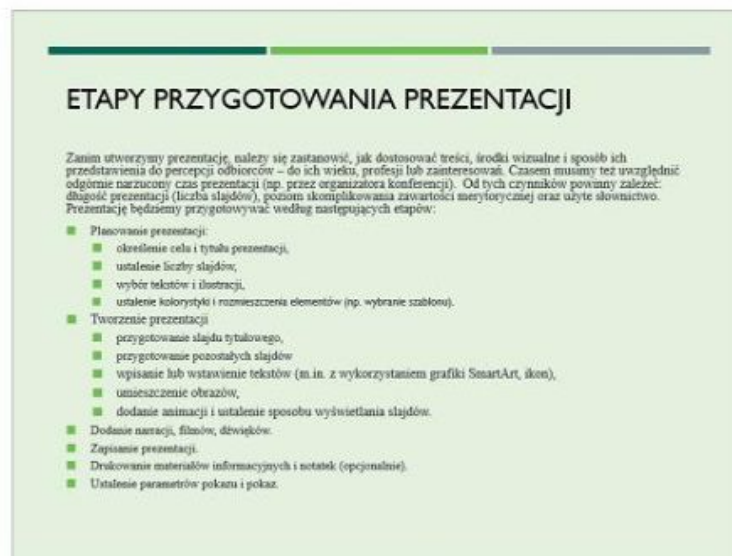 ETAPY PRZYGOTOWANIA PREZENTACJI
Zanim utworzymy prezentację, należy się zastanowić, jak dostosować treści, środki wizualne i sposób ich
przedstawienia do percepcji odbiorców – do ich wieku, profesji lub zainteresowań. Czasem musimy też uwzględnić
odgórnie narzucony czas prezentacji (np. przez organizatora konferencji). Od tych czynników powinny zależeć:
długość prezentacji (liczba slajdów), poziom skomplikowania zawartości merytorycznej oraz użyte słownictwo.
Prezentację będziemy przygotowywać według następujących etapów:
Planowanie prezentacji:
określenie celu i tytułu prezentacji,
ustalenie liczby slajdów,
wybór tekstów i ilustracji,
ustalenie kolorystyki i rozmieszczenia elementów (np. wybranie szablonu).
Tworzenie prezentacji
przygotowanie slajdu tytułowego,
przygotowanie pozostałych slajdów
wpisanie lub wstawienie tekstów (m.in. z wykorzystaniem grafiki SmartArt, ikon),
umieszczenie obrazów,
dodanie animacji i ustalenie sposobu wyświetlania slajdów.
Dodanie narracji, filmów, dźwięków.
Zapisanie prezentacji.
Drukowanie materiałów informacyjnych i notatek (opcjonalnie).
Ustalenie parametrów pokazu i pokaz.